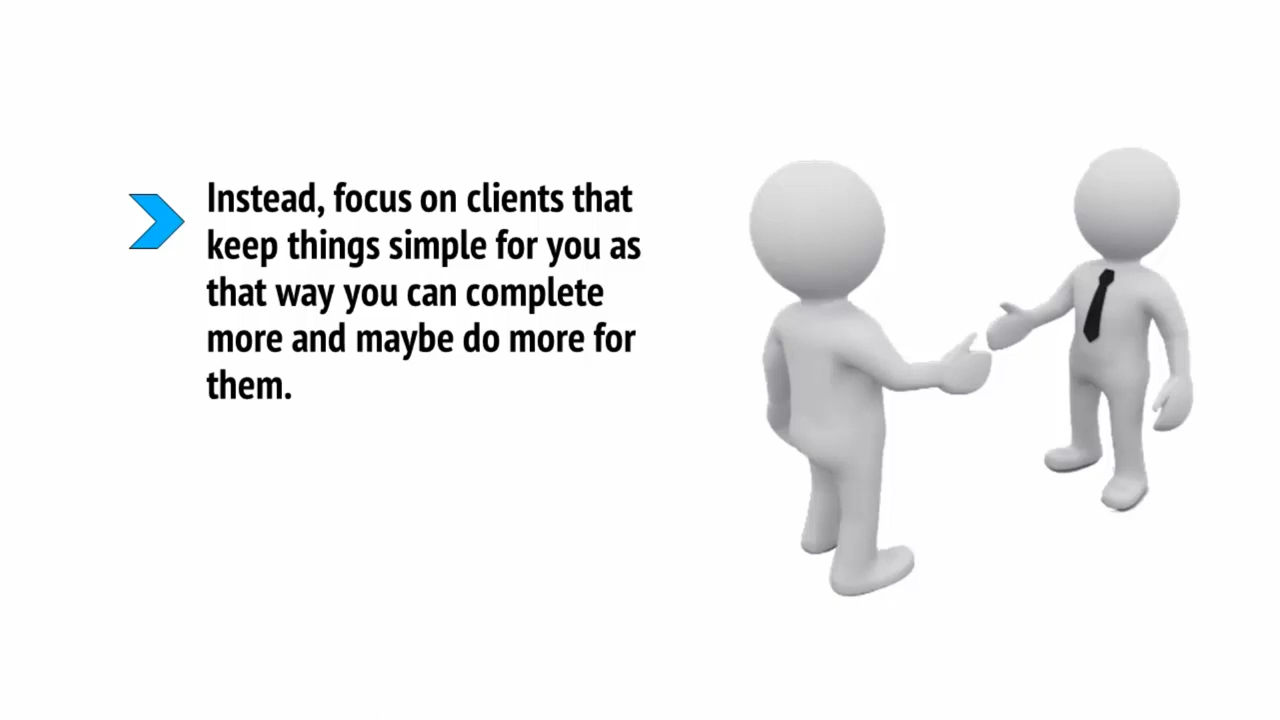 Instead, focus on clients that
keep things simple for you as
that way you can complete
more and maybe do more for
them.